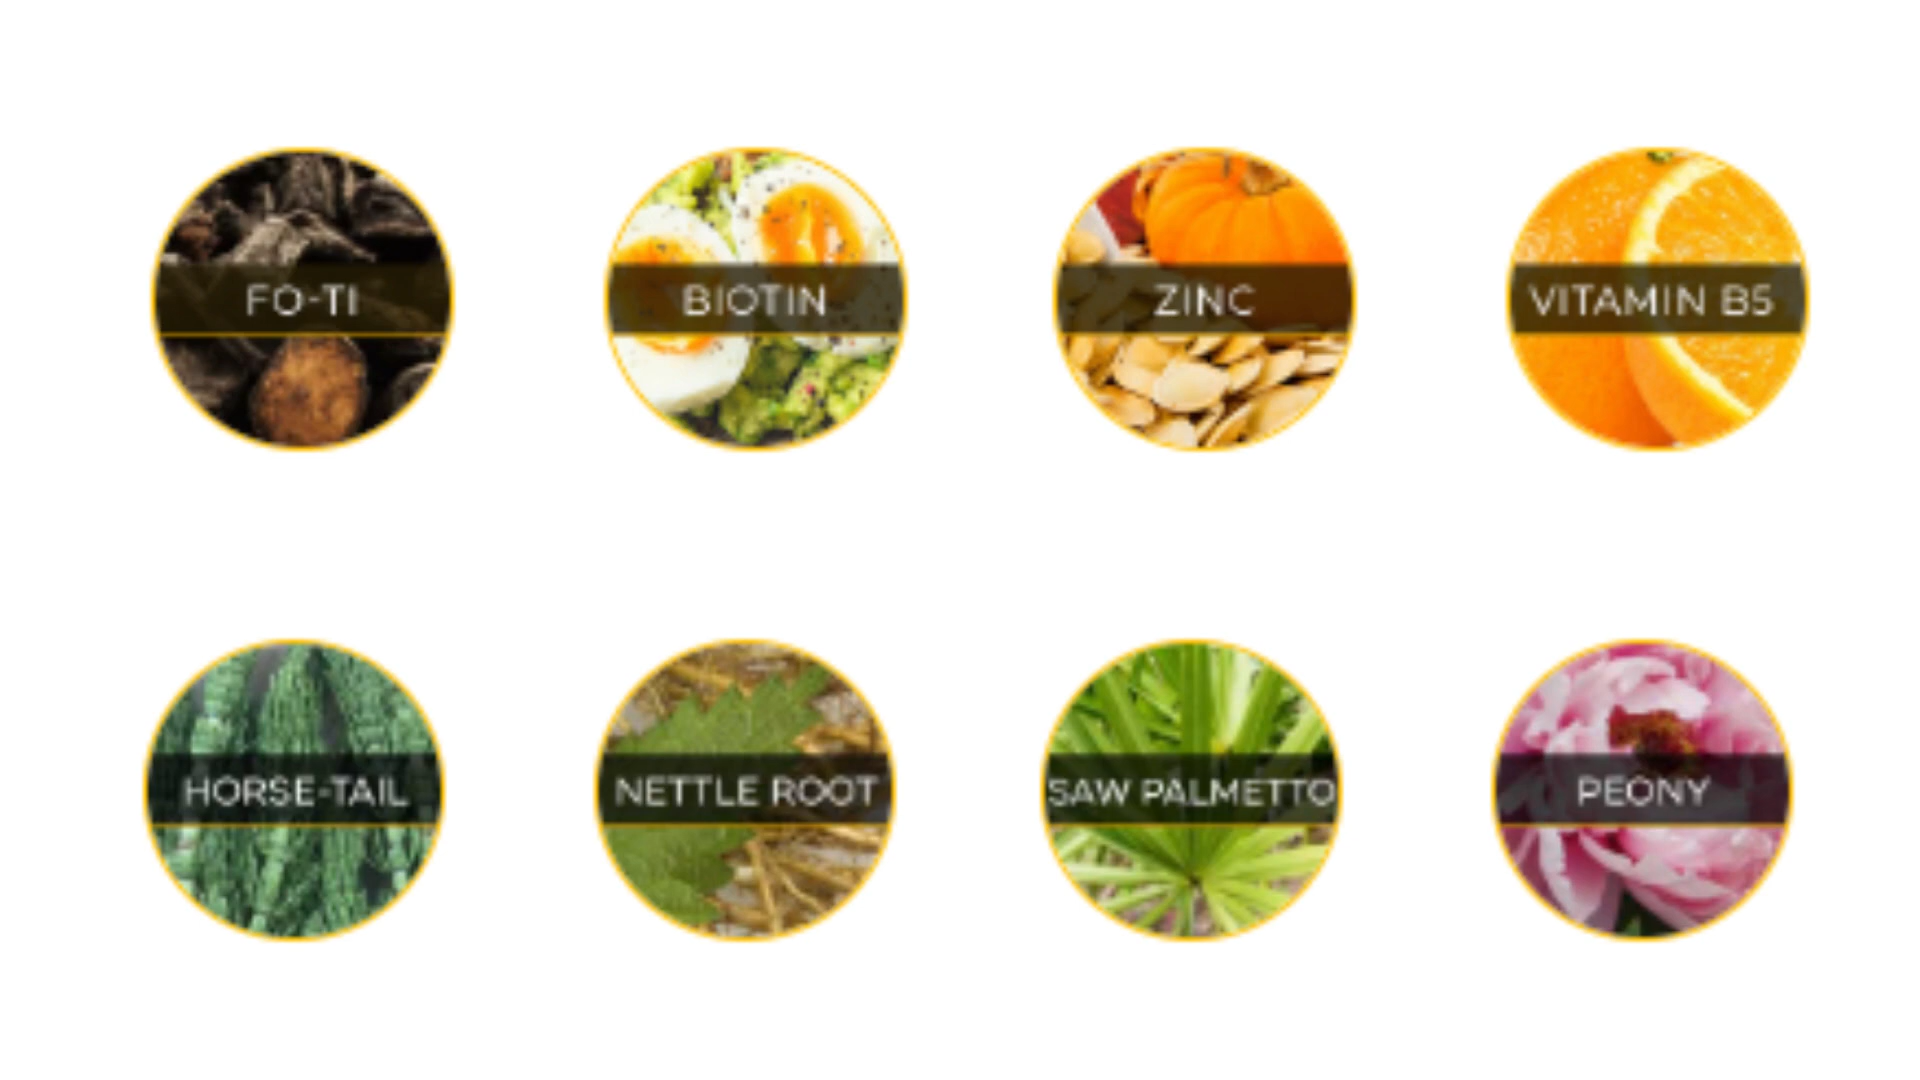 FO-TI
BIOTIN
ZINC
VITAMIN B5
HORSE-TAIL
NETTLE ROOT
SAW PALMETTO
PEONY